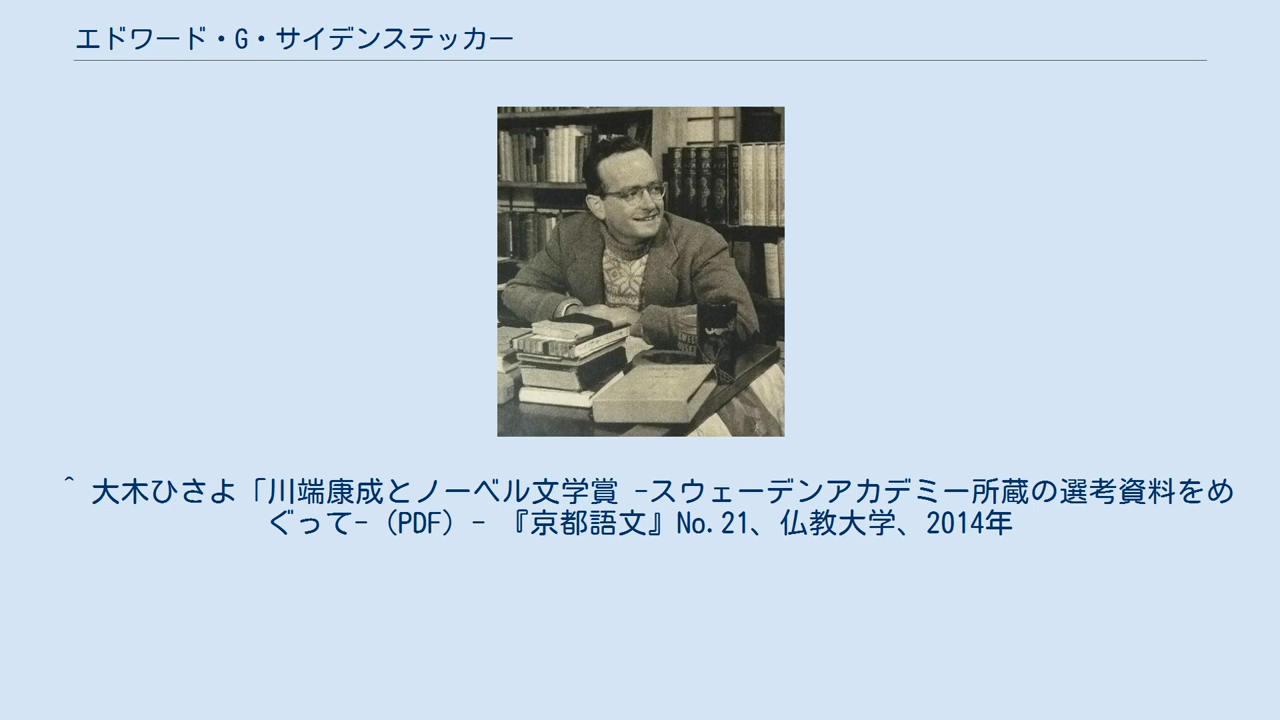 エドワード・G・サイデンステッカー
^ 大木ひさよ「川端康成とノーベル文学賞 -スウェーデンアカデミー所蔵の選考資料をめ
ぐって-（PDF）- 『京都語文』No.21、仏教大学、2014年